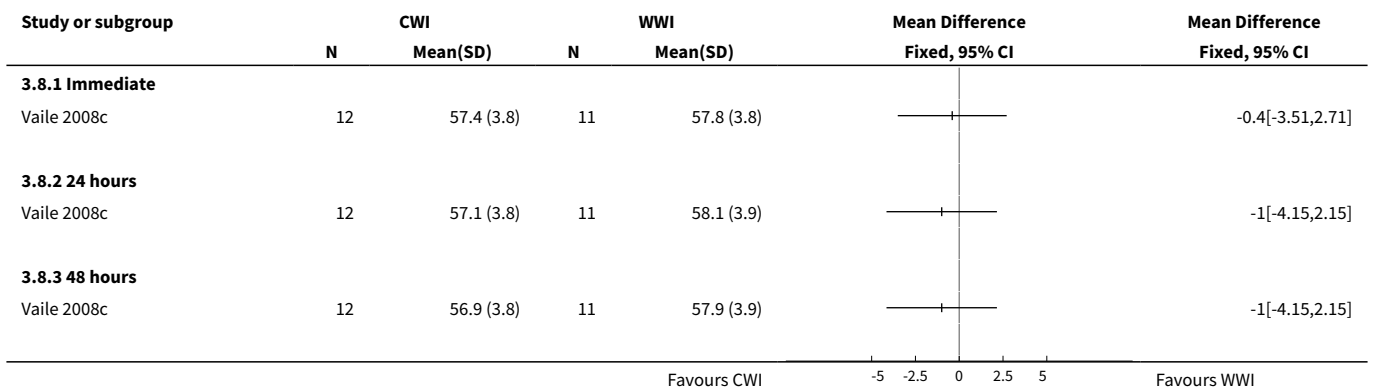 Study or subgroup CWI WWI Mean Difference Mean Difference
N Mean(SD) N Mean(SD) Fixed, 95% CI Fixed, 95% CI
3.8.1 Immediate
Vaile 2008c 12 57.4 (3.8) 11 57.8 (3.8) -0.4[-3.51,2.71]
3.8.2 24 hours
Vaile 2008c 12 57.1 (3.8) 11 58.1 (3.9) -1[-4.15,2.15]
3.8.3 48 hours
Vaile 2008c 12 56.9 (3.8) 11 57.9 (3.9) -1[-4.15,2.15]
Favours CWI -5 -2.5 0 2.5 5 Favours WWI